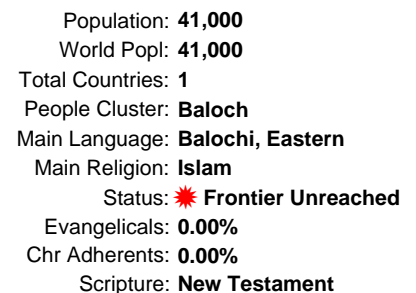 Population: 41,000
World Popl: 41,000
Total Countries: 1
People Cluster: Baloch
Main Language: Balochi, Eastern
Main Religion: Islam
Status: Frontier Unreached
Evangelicals: 0.00%
Chr Adherents: 0.00%
Scripture: New Testament